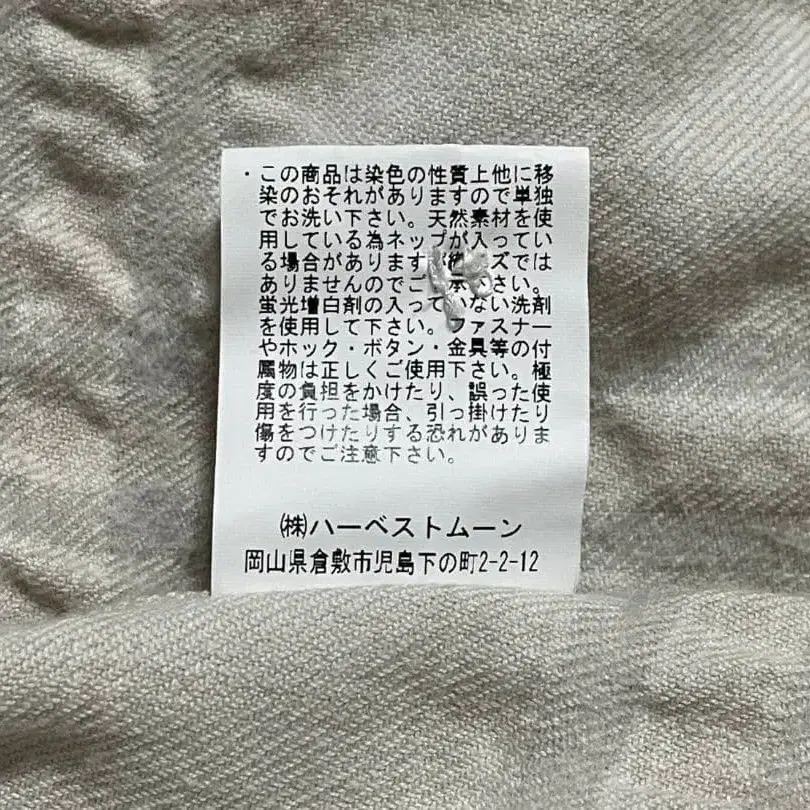 ・この商品は染色の性質上他に移
染のおそれがありますので単独
でお洗い下さい。天然素材を使
用している為ネップが入ってい
る場合があります ズでは
ありませんのでご さい。
蛍光増白剤の入っていない洗剤
を使用して下さい。ファスナー
やホック・ボタン・金具等の付
属物は正しくご使用下さい。極
度の負担をかけたり、誤った使
用を行った場合、引っ掛けたり
傷をつけたりする恐れがありま
すのでご注意下さい。
㈱ハーベストムーン
岡山県倉敷市児島下の町2-2-12